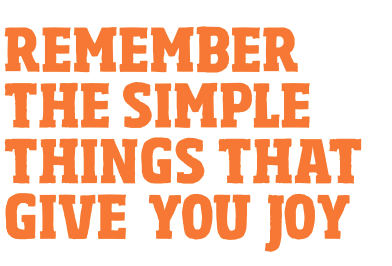 REMEMBER
THE SIMPLE
THINGS THAT
GIVE YOU JOY